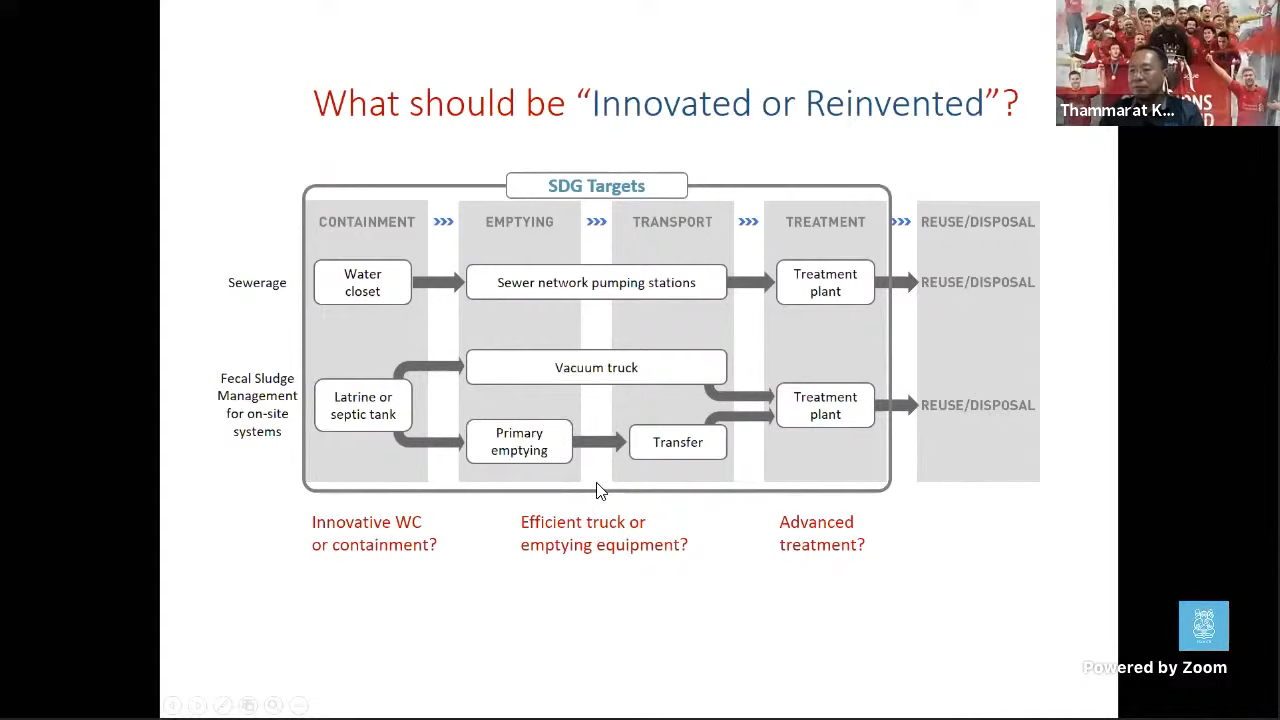 What should be “Innovated or Reinvented”?
Thammarat K...
SDG Targets
CONTAINMENT
EMPTYING
TRANSPORT
TREATMENT
REUSE/DISPOSAL
Sewerage
Water
closet
Sewer network pumping stations
Treatment
plant
REUSE/DISPOSAL
Fecal Sludge
Management
for on-site
systems
Latrine or
septic tank
Vacuum truck
Primary
emptying
Transfer
Treatment
plant
REUSE/DISPOSAL
Innovative WC
or containment?
Efficient truck or
emptying equipment?
Advanced
treatment?
Powered by Zoom